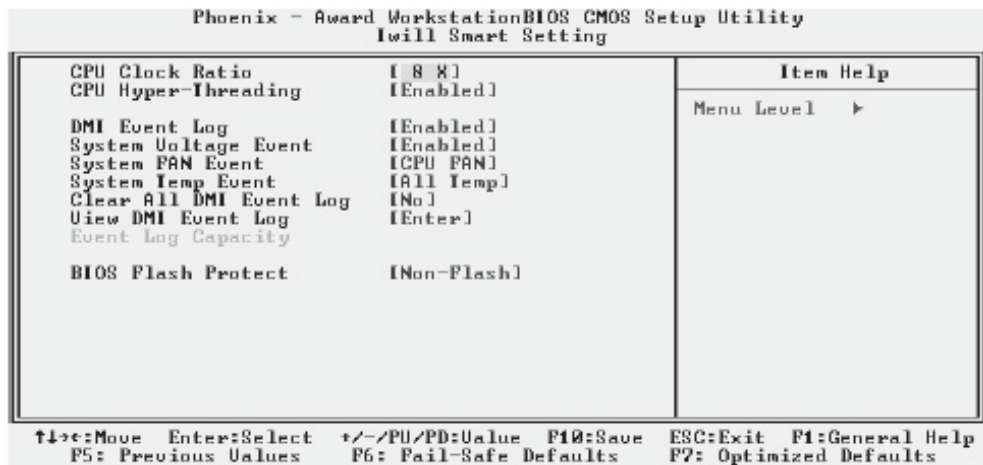 Phoenix - Award WorkstationBIOS CMOS Setup Utility
Iwill Smart Setting
CPU Clock Ratio [ 8 X]
CPU Hyper-Threading [Enabled]
DMI Event Log [Enabled]
System Voltage Event [Enabled]
System FAN Event [CPU FAN]
System Temp Event [All Temp]
Clear All DMI Event Log [No]
View DMI Event Log [Enter]
Event Log Capacity
BIOS Flash Protect [Non-Flash]
Item Help
Menu Level ►
↑↓→←:Move Enter:Select +/-/PU/PD:Value F10:Save ESC:Exit F1:General Help
F5: Previous Values F6: Fail-Safe Defaults F7: Optimized Defaults